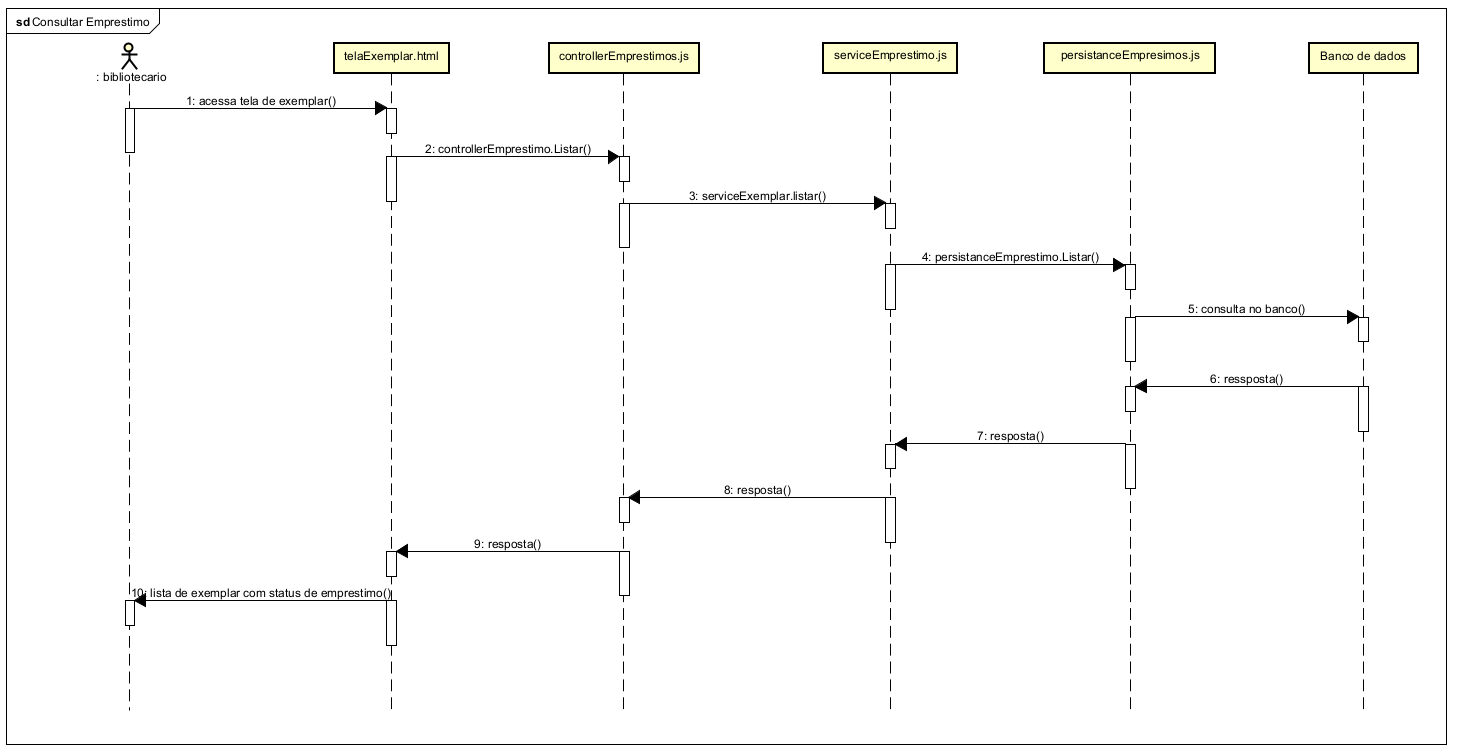 sd Consultar Emprestimo
: bibliotecario
telaExemplar.html
controllerEmprestimos.js
serviceEmprestimo.js
persistanceEmpresimos.js
Banco de dados
1: acessa tela de exemplar()
2: controllerEmprestimo.Listar()
3: serviceExemplar.listar()
4: persistanceEmprestimo.Listar()
5: consulta no banco()
6: ressposta()
7: resposta()
8: resposta()
9: resposta()
10: lista de exemplar com status de emprestimo()